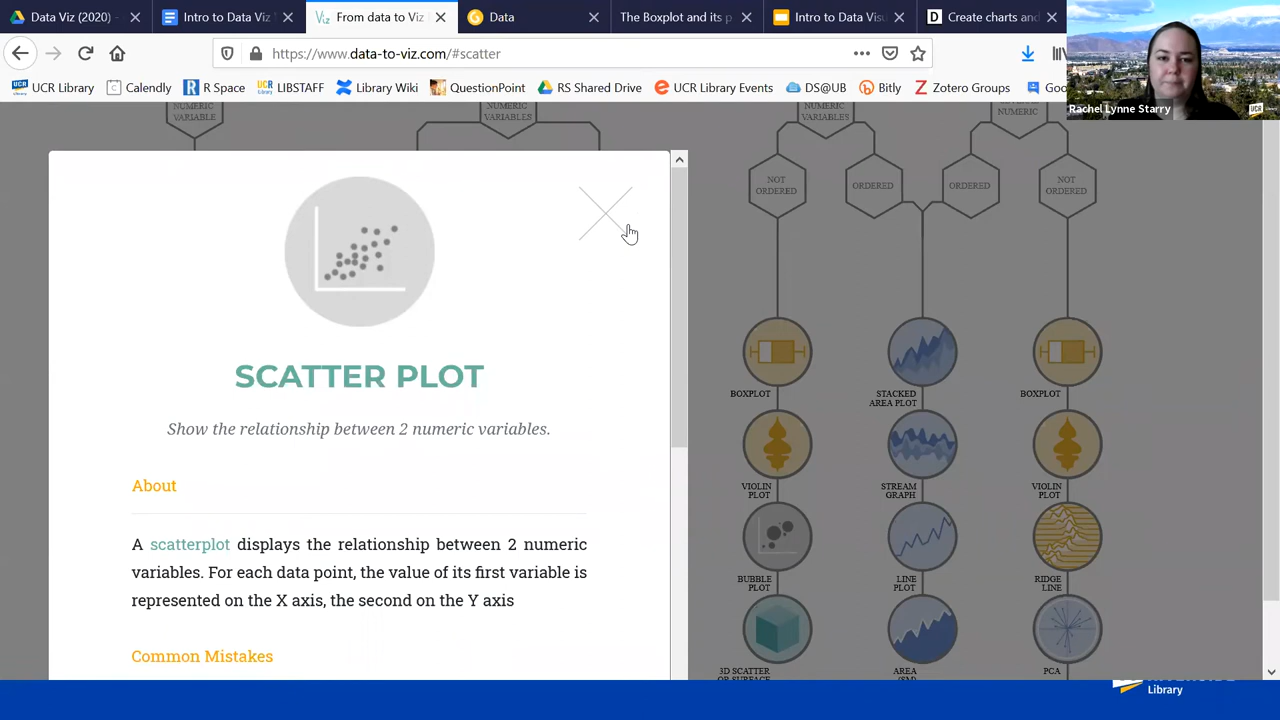 Data Viz (2020) -
Intro to Data Viz
Viz
From data to Viz
Data
The Boxplot and its p
Intro to Data Visu
D
Create charts and
https://www.data-to-viz.com/#scatter
UCR Library
Calendly
R Space
LIBSTAFF
Library Wiki
QuestionPoint
RS Shared Drive
UCR Library Events
DS@UB
Bitly
Zotero Groups
Goo
Rachel Lynne Starry
UCR
NUMERIC
VARIABLE
NUMERIC
VARIABLES
NUMERIC
VARIABLES
NUMERIC
NOT
ORDERED
ORDERED
ORDERED
NOT
ORDERED
SCATTER PLOT
Show the relationship between 2 numeric variables.
About
A scatterplot displays the relationship between 2 numeric
variables. For each data point, the value of its first variable is
represented on the X axis, the second on the Y axis
Common Mistakes
BOXPLOT
STACKED
AREA PLOT
BOXPLOT
VIOLIN
PLOT
STREAM
GRAPH
VIOLIN
PLOT
BUBBLE
PLOT
LINE
PLOT
RIDGE
LINE
3D SCATTER
OR SURFACE
AREA
(SM)
PCA
Library